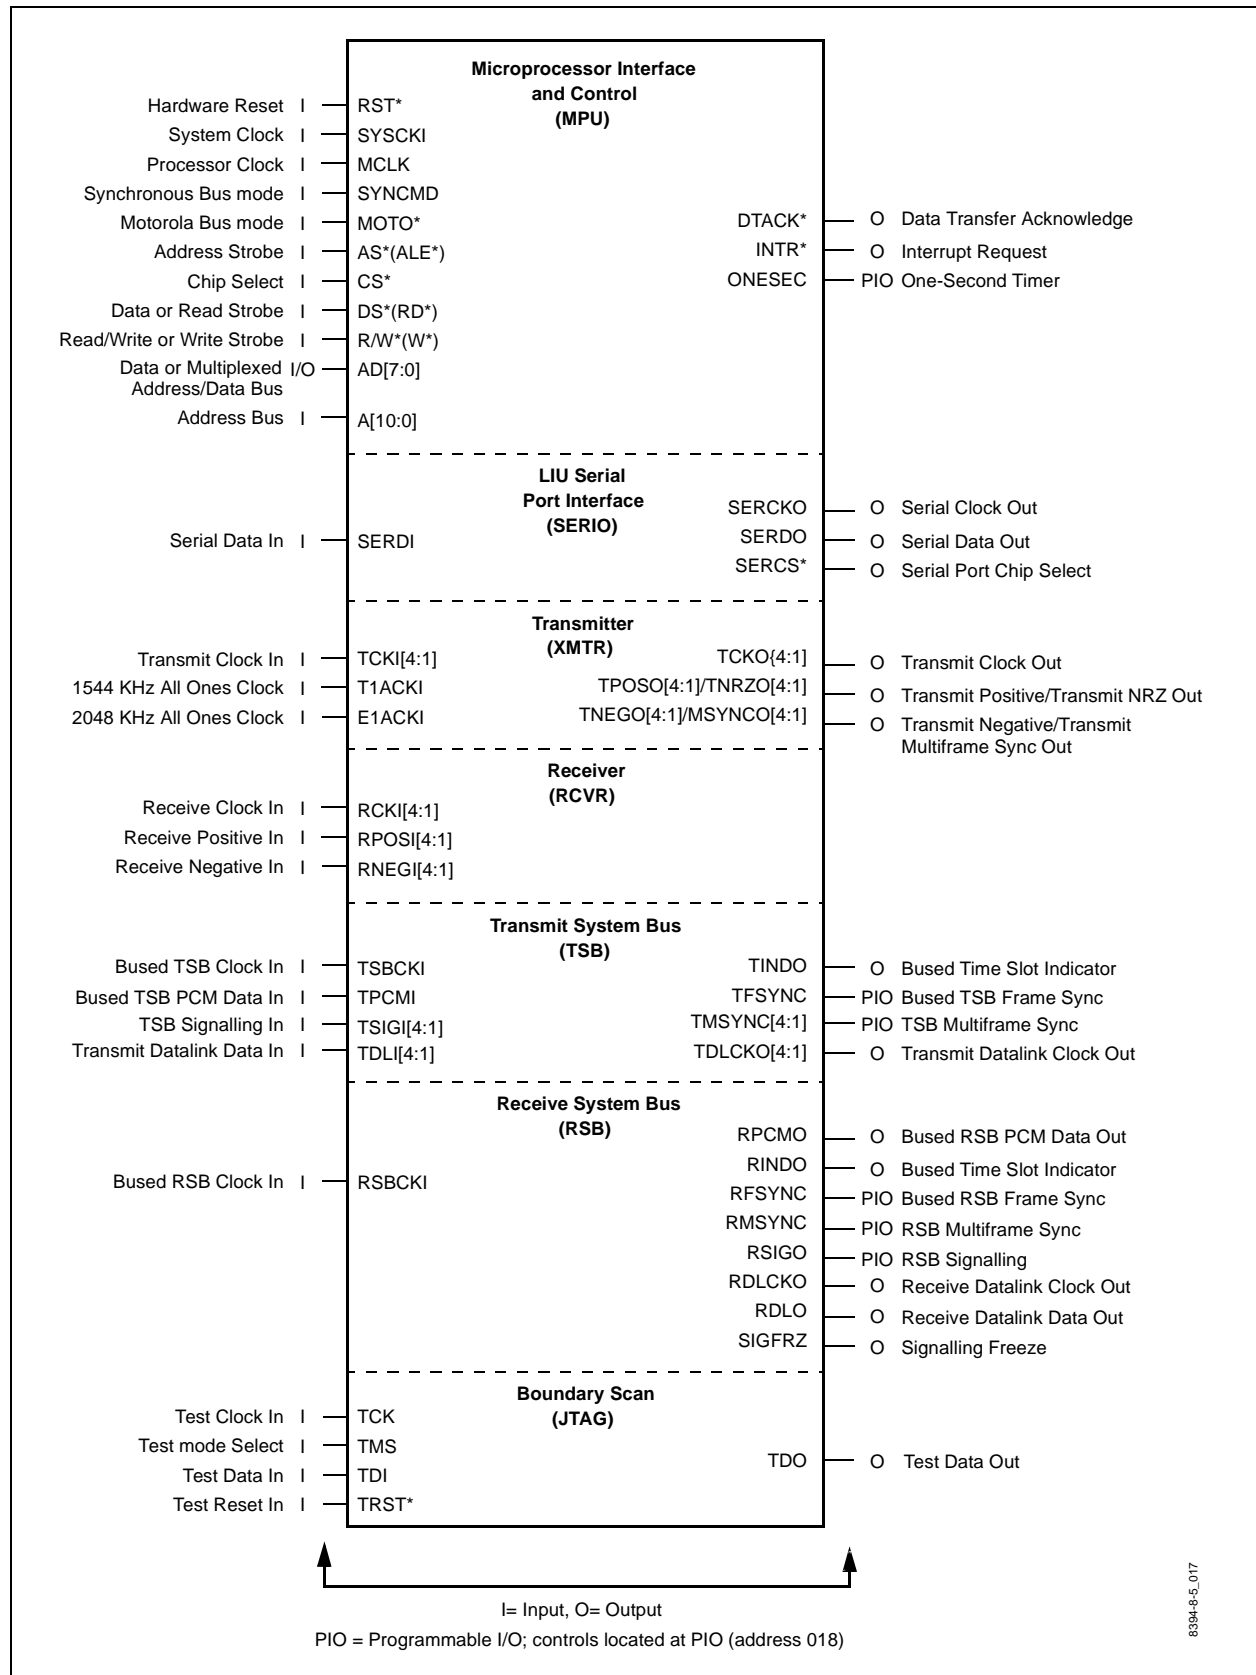 Microprocessor Interface
and Control
(MPU)
Hardware Reset I RST*
System Clock I SYSCKI
Processor Clock I MCLK
Synchronous Bus mode I SYNCMD
Motorola Bus mode I MOTO*
DTACK* O Data Transfer Acknowledge
Address Strobe I AS*(ALE*)
INTR* O Interrupt Request
Chip Select I CS*
ONESEC PIO One-Second Timer
Data or Read Strobe I DS*(RD*)
Read/Write or Write Strobe I R/W*(W*)
Data or Multiplexed I/O AD[7:0]
Address/Data Bus
Address Bus I A[10:0]
LIU Serial
Port Interface
(SERIO)
SERCKO O Serial Clock Out
Serial Data In I SERDI
SERDO O Serial Data Out
SERCS* O Serial Port Chip Select
Transmitter
(XMTR)
Transmit Clock In I TCKI[4:1]
TCKO{4:1] O Transmit Clock Out
1544 KHz All Ones Clock I T1ACKI
TPOSO[4:1]/TNRZO[4:1] O Transmit Positive/Transmit NRZ Out
2048 KHz All Ones Clock I E1ACKI
TNEGO[4:1]/MSYNCO[4:1] O Transmit Negative/Transmit
Multiframe Sync Out
Receiver
(RCVR)
Receive Clock In I RCKI[4:1]
Receive Positive In I RPOSI[4:1]
Receive Negative In I RNEGI[4:1]
Transmit System Bus
(TSB)
Bused TSB Clock In I TSBCKI
TINDO O Bused Time Slot Indicator
Bused TSB PCM Data In I TPCMI
TFSYNC PIO Bused TSB Frame Sync
TSB Signalling In I TSIGI[4:1]
TMSYNC[4:1] PIO TSB Multiframe Sync
Transmit Datalink Data In I TDLI[4:1]
TDLCKO[4:1] O Transmit Datalink Clock Out
Receive System Bus
(RSB)
RPCMO O Bused RSB PCM Data Out
RINDO O Bused Time Slot Indicator
Bused RSB Clock In I RSBCKI
RFSYNC PIO Bused RSB Frame Sync
RMSYNC PIO RSB Multiframe Sync
RSIGO PIO RSB Signalling
RDLCKO O Receive Datalink Clock Out
RDLO O Receive Datalink Data Out
SIGFRZ O Signalling Freeze
Boundary Scan
(JTAG)
Test Clock In I TCK
Test mode Select I TMS
TDO O Test Data Out
Test Data In I TDI
Test Reset In I TRST*
I= Input, O= Output
PIO = Programmable I/O; controls located at PIO (address 018)
8394-8-5_017